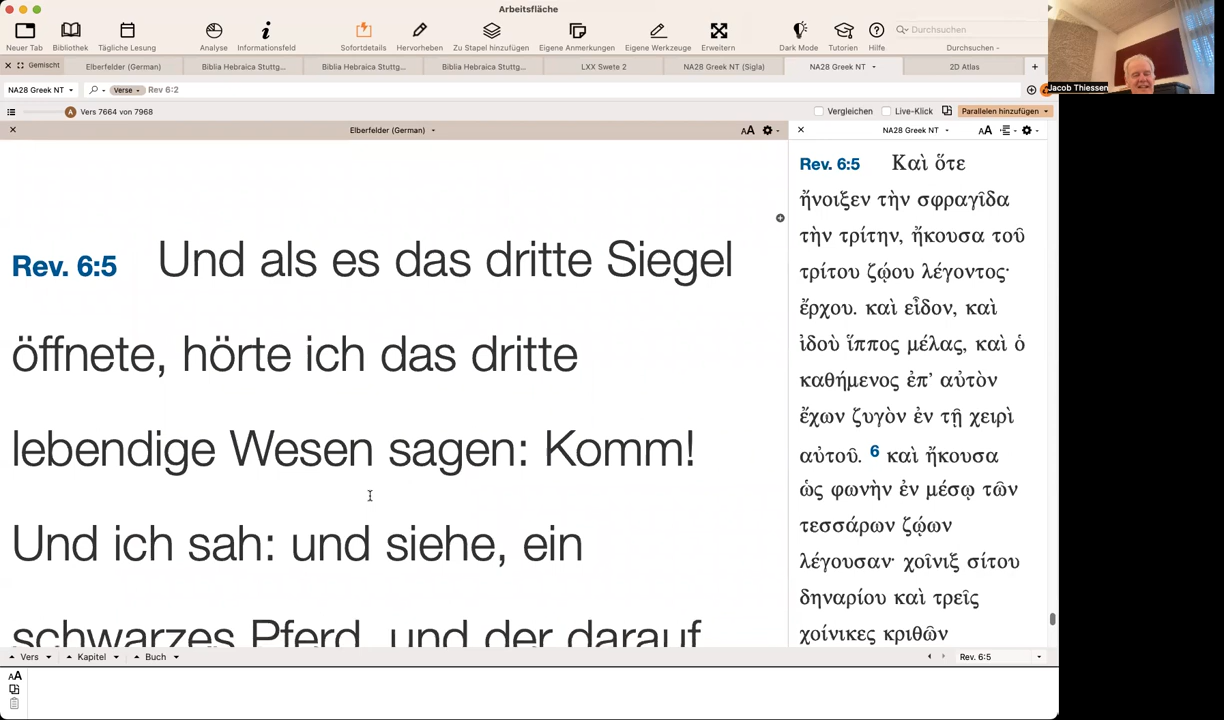 Arbeitsfläche
Neuer Tab Bibliothek Tägliche Lesung Analyse Informationsfeld Sofortdetails Hervorheben Zu Stapel hinzufügen Eigene Anmerkungen Eigene Werkzeuge Erweitern Dark Mode Tutorien Hilfe Durchsuchen
Durchsuchen
Gemischt Elberfelder (German) Biblia Hebraica Stuttg... Biblia Hebraica Stuttg... Biblia Hebraica Stuttg... LXX Swete 2 NA28 Greek NT (Sigla) NA28 Greek NT 2D Atlas
NA28 Greek NT Verse Rev 6:2
Vers 7664 von 7968 Vergleichen Live-Klick Parallelen hinzufügen
Elberfelder (German)
Rev. 6:5 Und als es das dritte Siegel
öffnete, hörte ich das dritte
lebendige Wesen sagen: Komm!
Und ich sah: und siehe, ein
schwarzes Pferd, und der darauf
NA28 Greek NT
Rev. 6:5 Καὶ ὅτε
ἤνοιξεν τὴν σφραγῖδα
τὴν τρίτην, ἤκουσα τοῦ
τρίτου ζῴου λέγοντος·
ἔρχου. καὶ εἶδον, καὶ
ἰδοὺ ἵππος μέλας, καὶ ὁ
καθήμενος ἐπ’ αὐτὸν
ἔχων ζυγὸν ἐν τῇ χειρὶ
αὐτοῦ. 6 καὶ ἤκουσα
ὡς φωνὴν ἐν μέσῳ τῶν
τεσσάρων ζῴων
λέγουσαν· χοῖνιξ σίτου
δηναρίου καὶ τρεῖς
χοίνικες κριθῶν
Vers Kapitel Buch Rev. 6:5
Jacob Thiessen